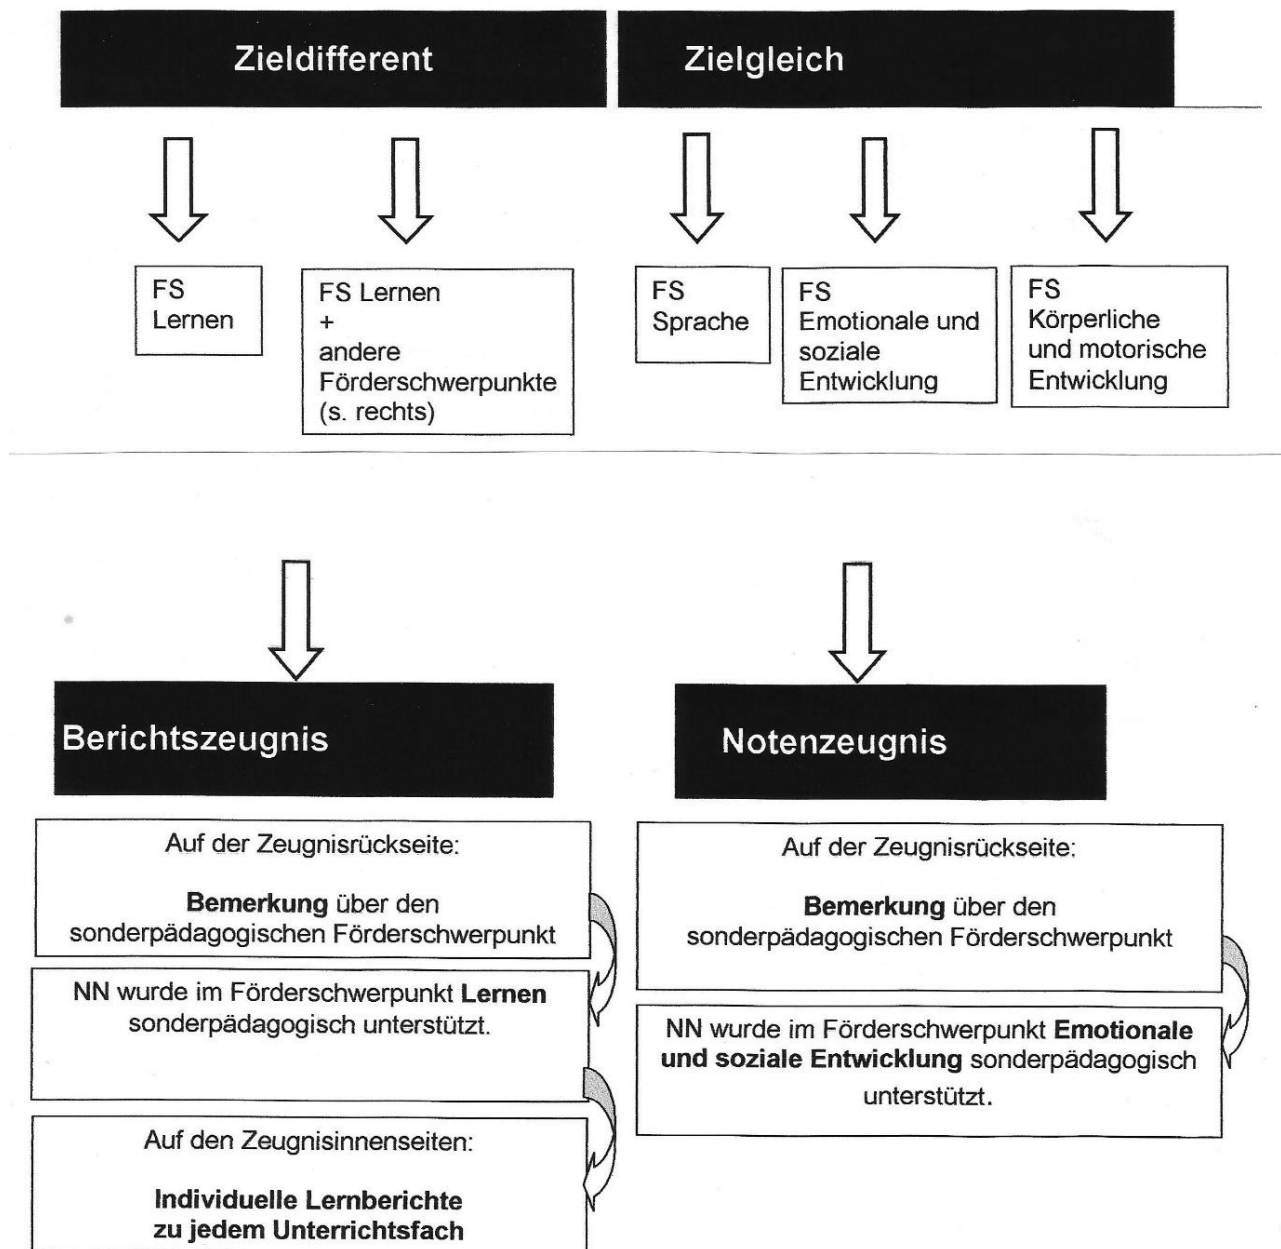 Zieldifferent
Zielgleich
FS
Lernen
FS Lernen
+
andere
Förderschwerpunkte
(s. rechts)
FS
Sprache
FS
Emotionale und
soziale
Entwicklung
FS
Körperliche
und motorische
Entwicklung
Berichtszeugnis
Auf der Zeugnisrückseite:
Bemerkung über den
sonderpädagogischen Förderschwerpunkt
NN wurde im Förderschwerpunkt Lernen
sonderpädagogisch unterstützt.
Auf den Zeugnisinnenseiten:
Individuelle Lernberichte
zu jedem Unterrichtsfach
Notenzeugnis
Auf der Zeugnisrückseite:
Bemerkung über den
sonderpädagogischen Förderschwerpunkt
NN wurde im Förderschwerpunkt Emotionale
und soziale Entwicklung sonderpädagogisch
unterstützt.